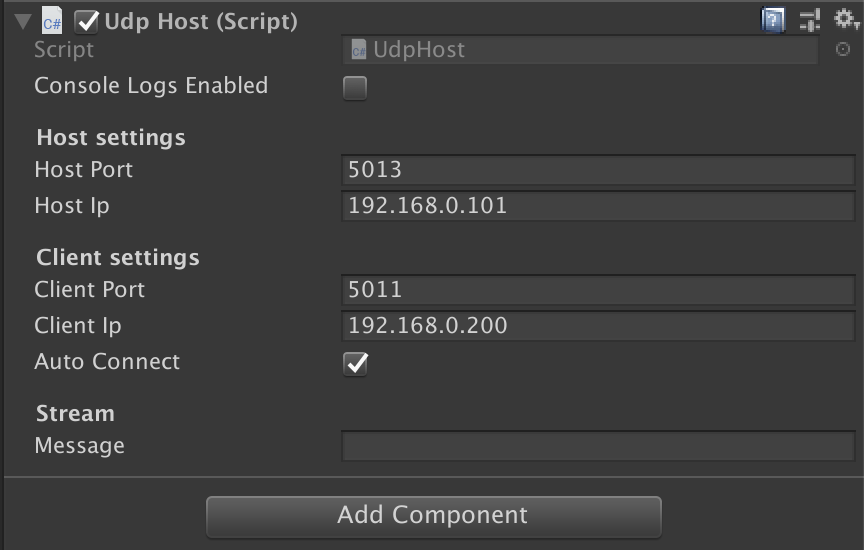 C# Udp Host (Script)
Script C# UdpHost
Console Logs Enabled
Host settings
Host Port 5013
Host Ip 192.168.0.101
Client settings
Client Port 5011
Client Ip 192.168.0.200
Auto Connect
Stream
Message
Add Component